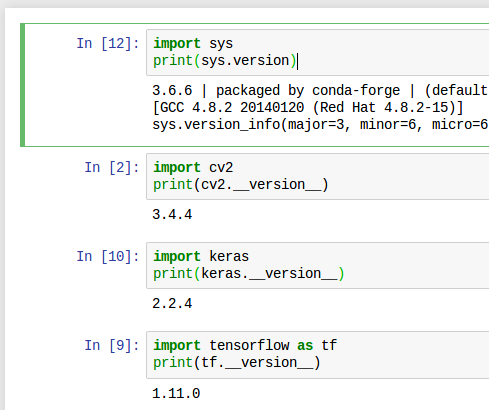 In [12]: import sys
print(sys.version)
3.6.6 | packaged by conda-forge | (default
[GCC 4.8.2 20140120 (Red Hat 4.8.2-15)]
sys.version_info(major=3, minor=6, micro=6
In [2]: import cv2
print(cv2.__version__)
3.4.4
In [10]: import keras
print(keras.__version__)
2.2.4
In [9]: import tensorflow as tf
print(tf.__version__)
1.11.0